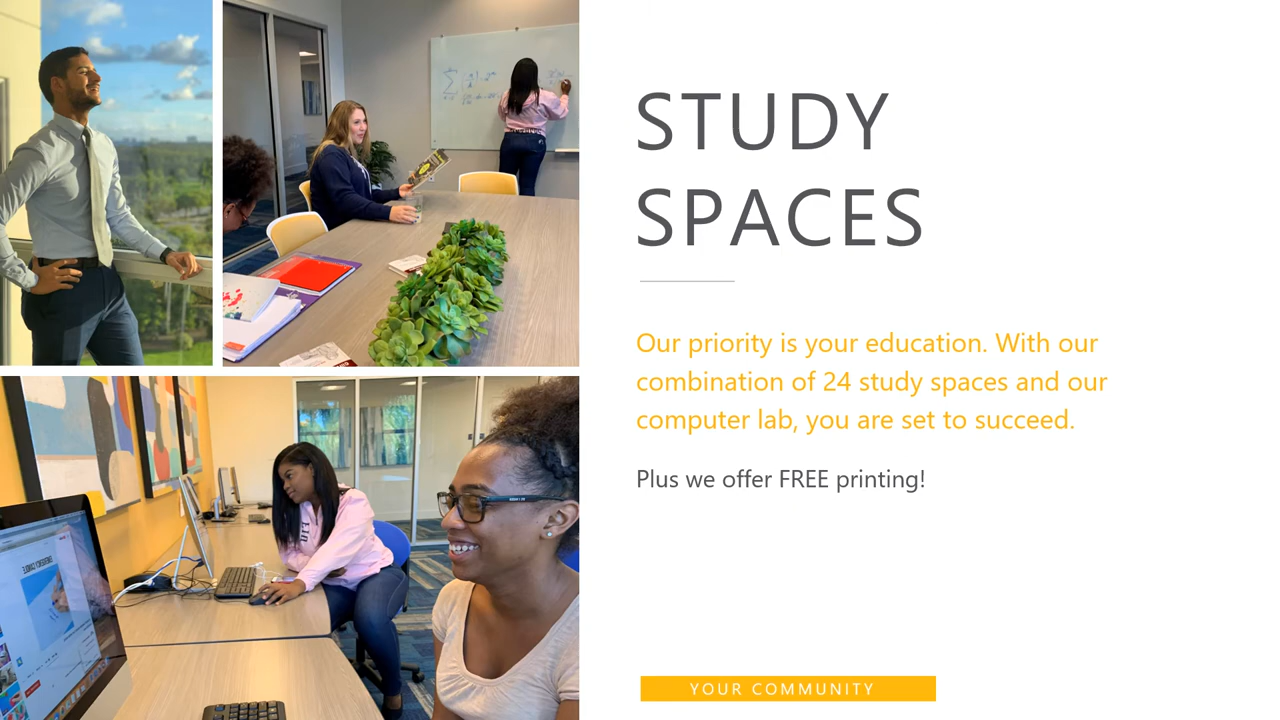 STUDY
SPACES
Our priority is your education. With our
combination of 24 study spaces and our
computer lab, you are set to succeed.
Plus we offer FREE printing!
YOUR COMMUNITY